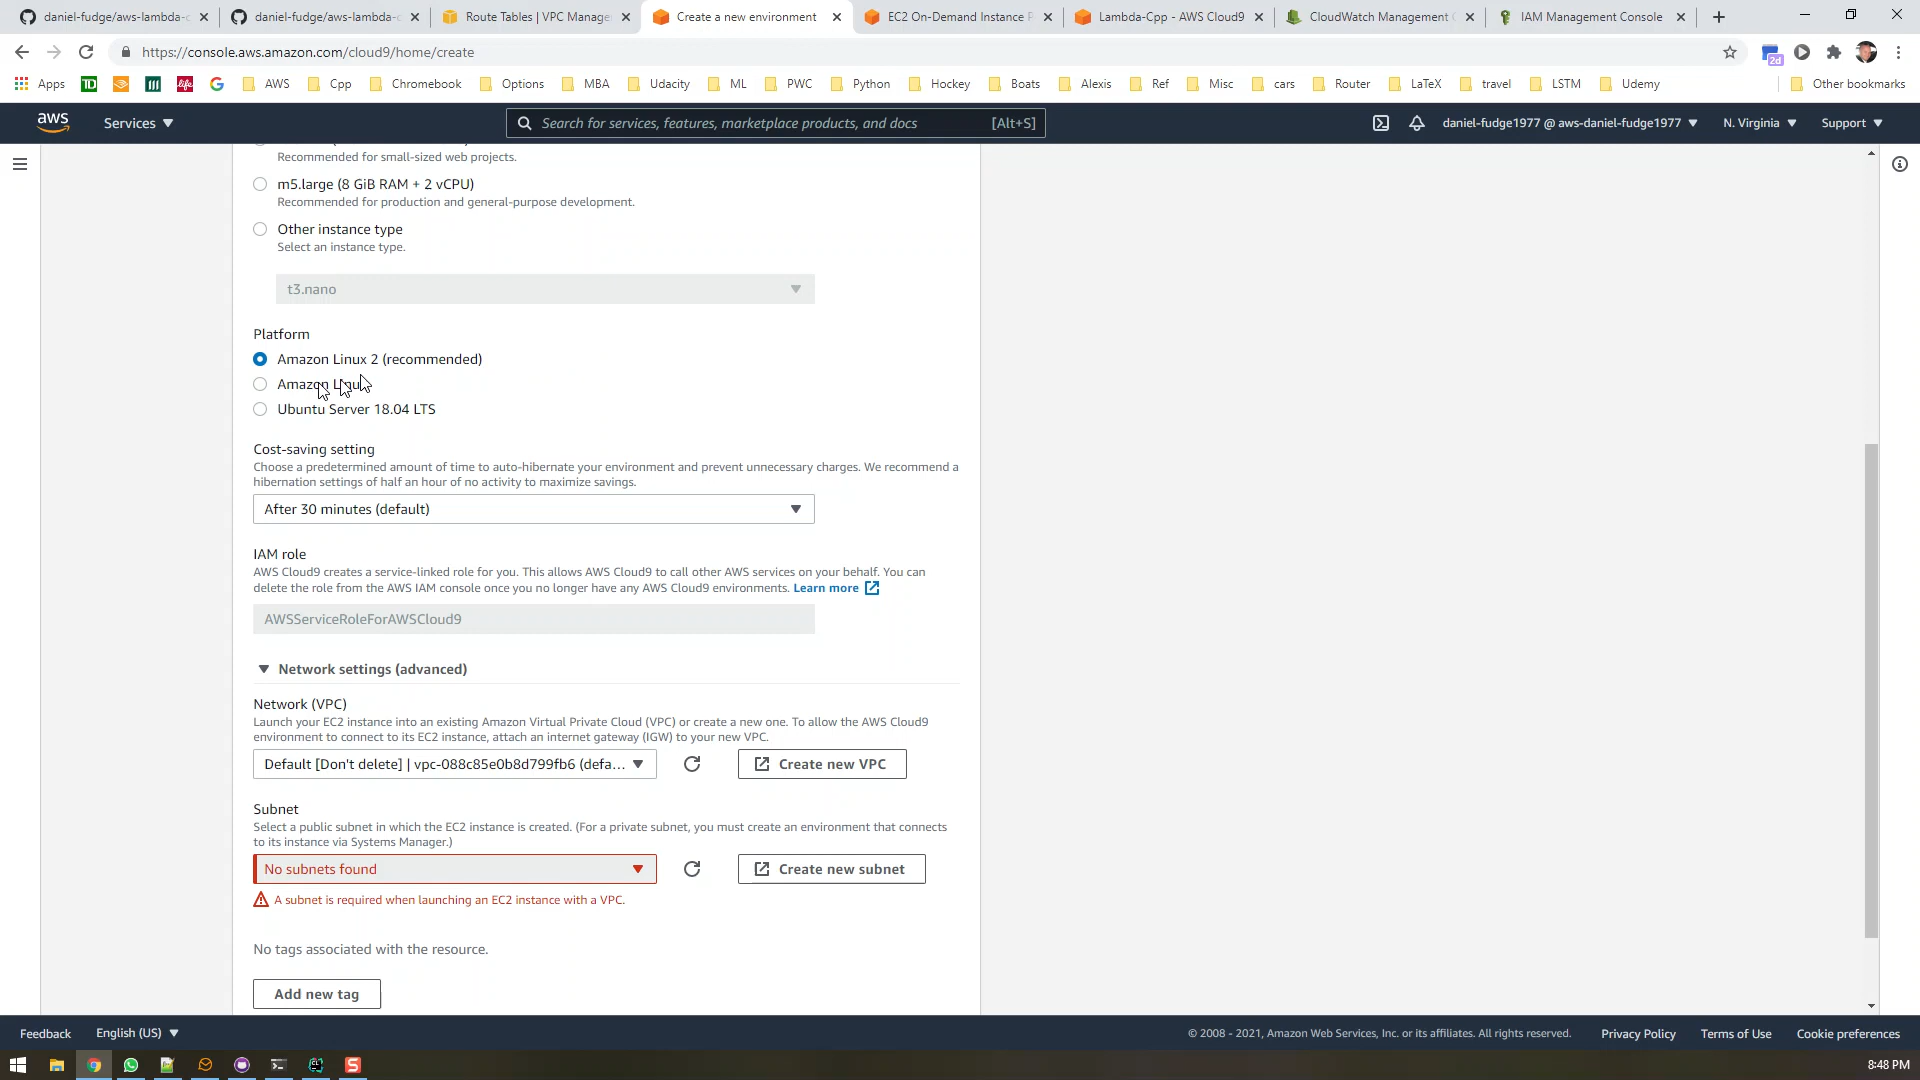 daniel-fudge/aws-lambda-c
daniel-fudge/aws-lambda-c
Route Tables | VPC Manage
Create a new environment
EC2 On-Demand Instance P
Lambda-Cpp - AWS Cloud9
CloudWatch Management C
IAM Management Console
https://console.aws.amazon.com/cloud9/home/create
2d
Apps
AWS
Cpp
Chromebook
Options
MBA
Udacity
ML
PWC
Python
Hockey
Boats
Alexis
Ref
Misc
cars
Router
LaTeX
travel
LSTM
Udemy
Other bookmarks
aws
Services
Search for services, features, marketplace products, and docs
[Alt+S]
daniel-fudge1977 @ aws-daniel-fudge1977
N. Virginia
Support
Recommended for small-sized web projects.
m5.large (8 GiB RAM + 2 vCPU)
Recommended for production and general-purpose development.
Other instance type
Select an instance type.
t3.nano
Platform
Amazon Linux 2 (recommended)
Amazon
Ubuntu Server 18.04 LTS
Cost-saving setting
Choose a predetermined amount of time to auto-hibernate your environment and prevent unnecessary charges. We recommend a
hibernation settings of half an hour of no activity to maximize savings.
After 30 minutes (default)
IAM role
AWS Cloud9 creates a service-linked role for you. This allows AWS Cloud9 to call other AWS services on your behalf. You can
delete the role from the AWS IAM console once you no longer have any AWS Cloud9 environments. Learn more
AWSServiceRoleForAWSCloud9
Network settings (advanced)
Network (VPC)
Launch your EC2 instance into an existing Amazon Virtual Private Cloud (VPC) or create a new one. To allow the AWS Cloud9
environment to connect to its EC2 instance, attach an internet gateway (IGW) to your new VPC.
Default [Don't delete] | vpc-088c85e0b8d799fb6 (defa...
Create new VPC
Subnet
Select a public subnet in which the EC2 instance is created. (For a private subnet, you must create an environment that connects
to its instance via Systems Manager.)
No subnets found
Create new subnet
A subnet is required when launching an EC2 instance with a VPC.
No tags associated with the resource.
Add new tag
Feedback
English (US)
© 2008 - 2021, Amazon Web Services, Inc. or its affiliates. All rights reserved.
Privacy Policy
Terms of Use
Cookie preferences
8:48 PM